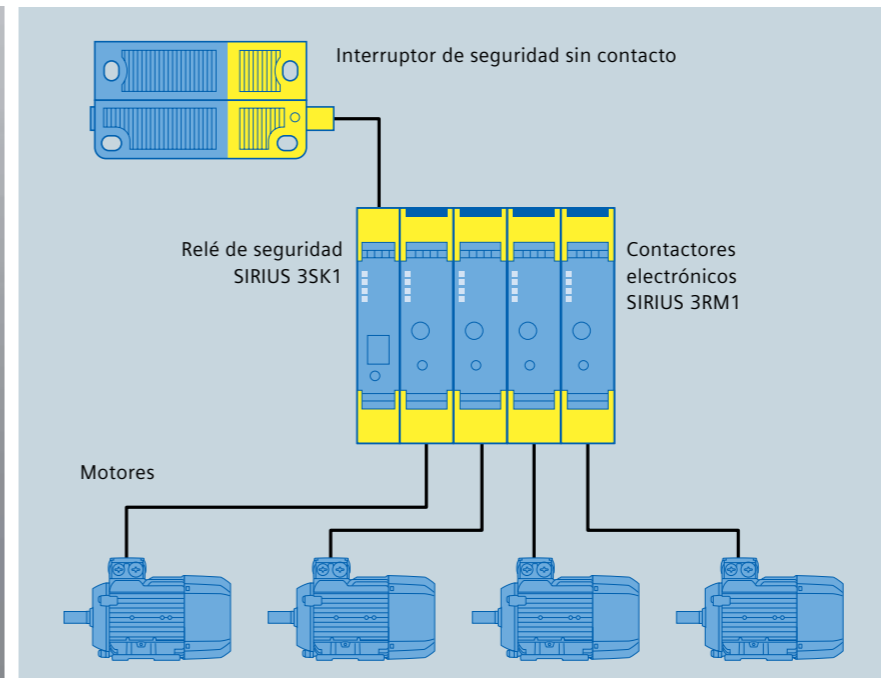 Interruptor de seguridad sin contacto
Relé de seguridad
SIRIUS 3SK1
Contactores
electrónicos
SIRIUS 3RM1
Motores